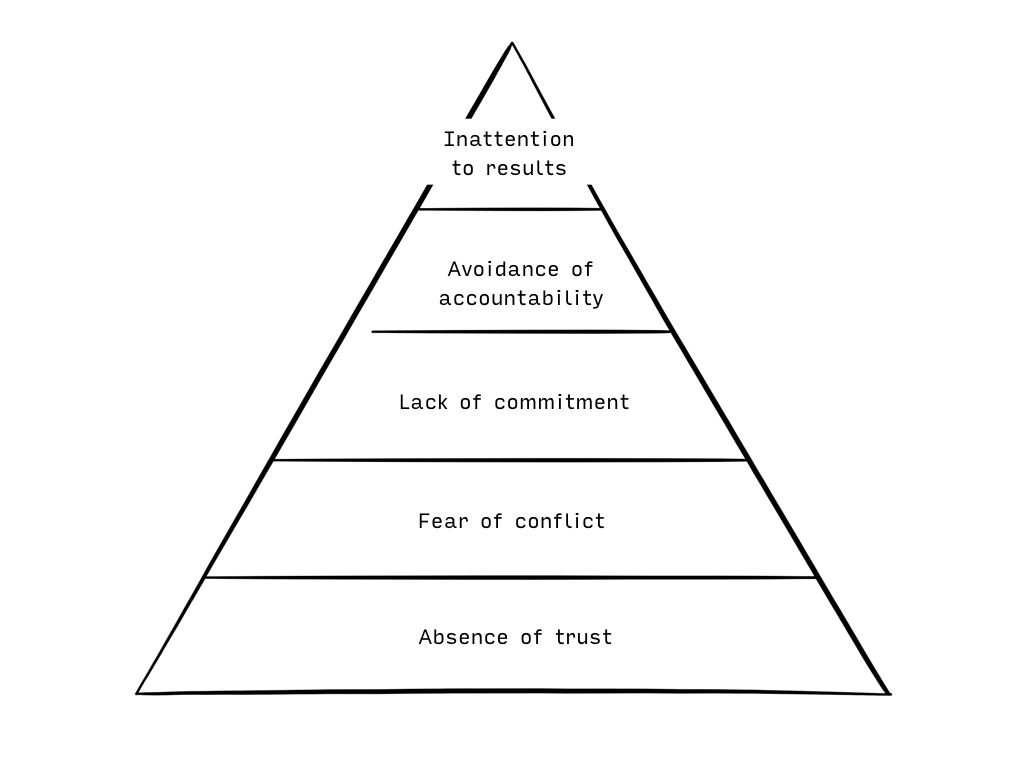 Inattention
to results
Avoidance of
accountability
Lack of commitment
Fear of conflict
Absence of trust